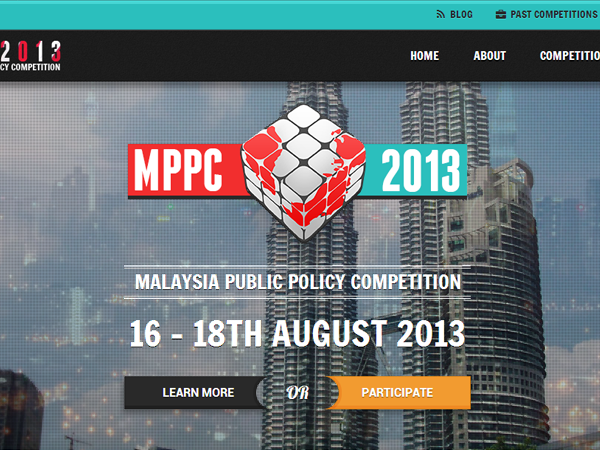 BLOG PAST COMPETITIONS
2013
CY COMPETITION
HOME ABOUT COMPETITIO
MPPC 2013
MALAYSIA PUBLIC POLICY COMPETITION
16 - 18TH AUGUST 2013
LEARN MORE OR PARTICIPATE